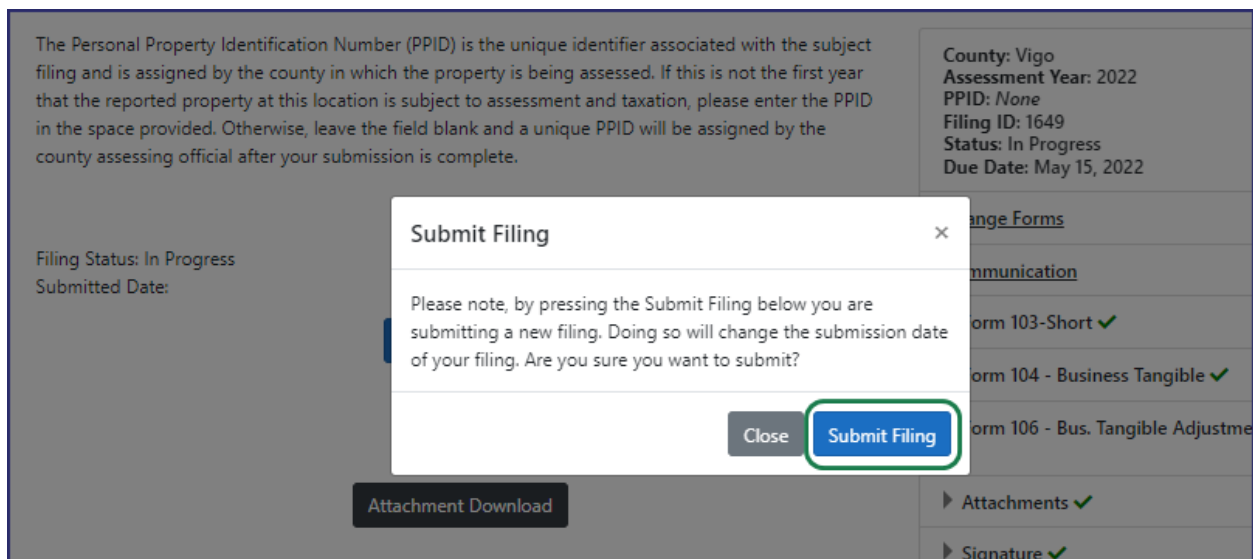 The Personal Property Identification Number (PPID) is the unique identifier associated with the subject
filing and is assigned by the county in which the property is being assessed. If this is not the first year
that the reported property at this location is subject to assessment and taxation, please enter the PPID
in the space provided. Otherwise, leave the field blank and a unique PPID will be assigned by the
county assessing official after your submission is complete.
Filing Status: In Progress
Submitted Date:
Submit Filing
×
Please note, by pressing the Submit Filing below you are
submitting a new filing. Doing so will change the submission date
of your filing. Are you sure you want to submit?
Close
Submit Filing
Attachment Download
County: Vigo
Assessment Year: 2022
PPID: None
Filing ID: 1649
Status: In Progress
Due Date: May 15, 2022
ange Forms
mmunication
orm 103-Short
orm 104 - Business Tangible
orm 106 - Bus. Tangible Adjustme
Attachments
Signature